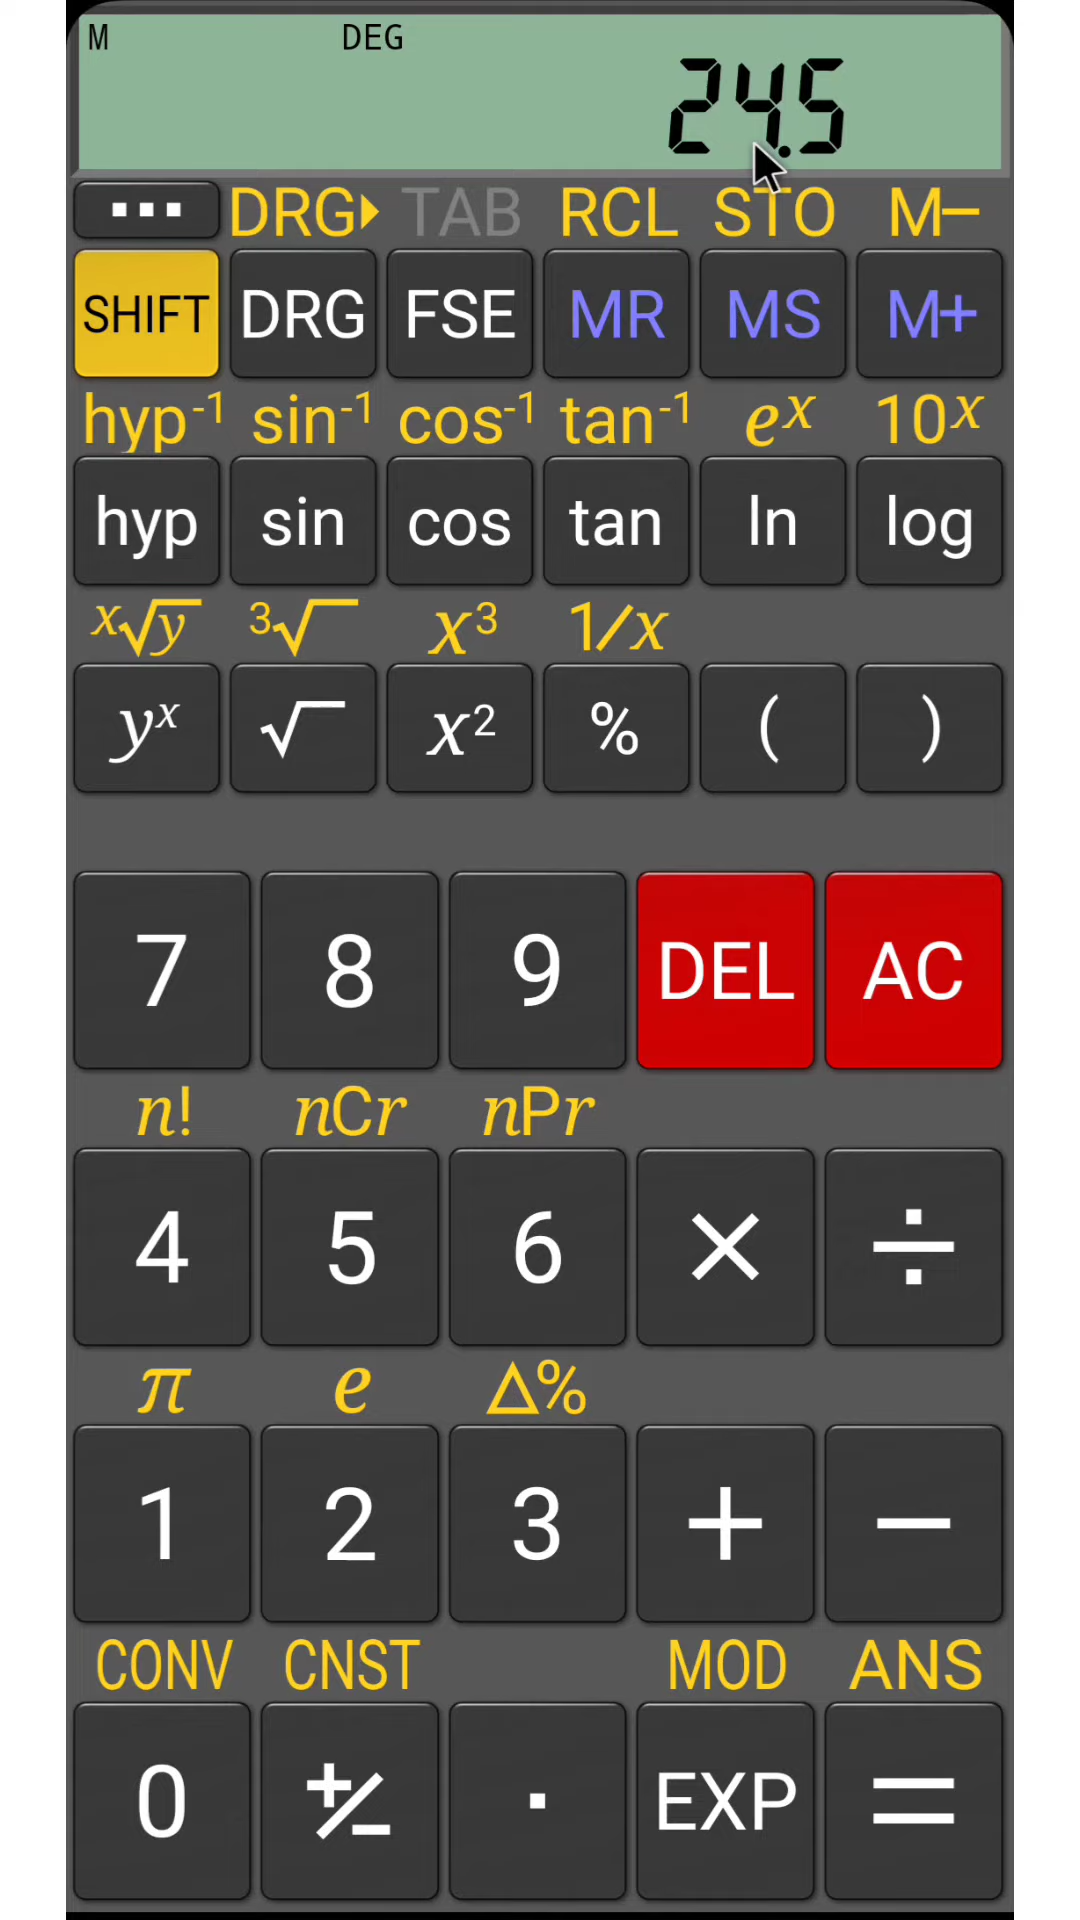 M DEG
24.5
... DRG▸ TAB RCL STO M−
SHIFT DRG FSE MR MS M+
hyp⁻¹ sin⁻¹ cos⁻¹ tan⁻¹ eˣ 10ˣ
hyp sin cos tan ln log
ˣ√y ³√ x³ 1/x
yˣ √ x² % ( )
7 8 9 DEL AC
n! nCr nPr
4 5 6 × ÷
π e Δ%
1 2 3 + −
CONV CNST MOD ANS
0 +/− . EXP =